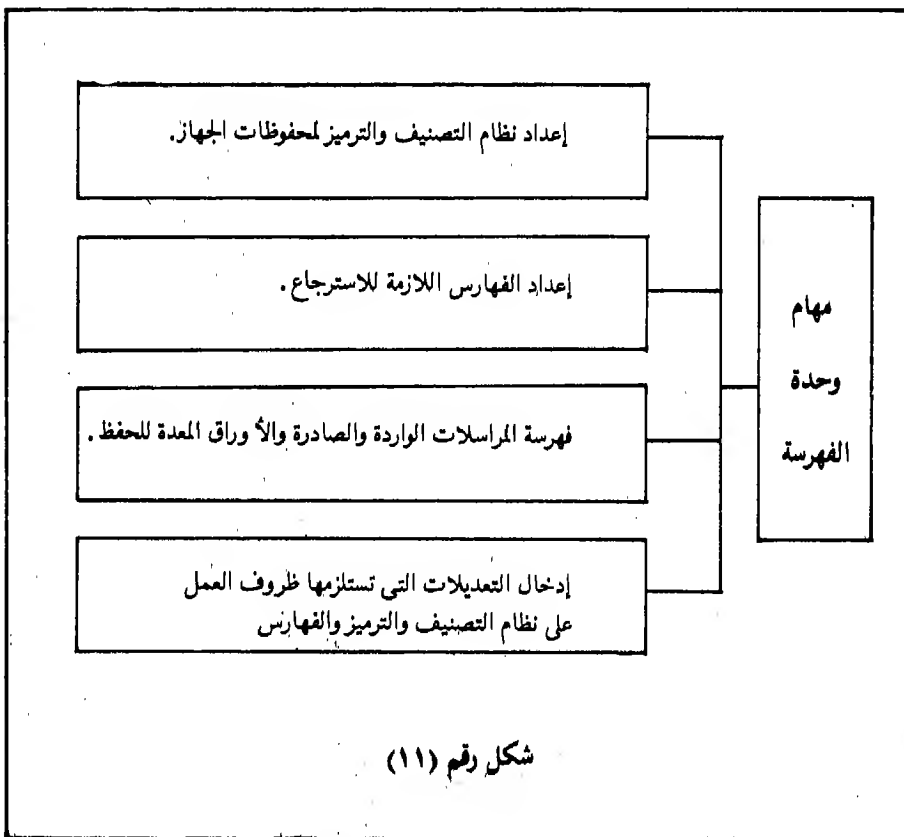 مهام
وحدة
الفهرسة
إعداد نظام التصنيف والترميز لمحفوظات الجهاز.
إعداد الفهارس اللازمة للاسترجاع.
فهرسة المراسلات الواردة والصادرة والأوراق المعدة للحفظ.
إدخال التعديلات التي تستلزمها ظروف العمل
على نظام التصنيف والترميز والفهارس
شكل رقم (١١)